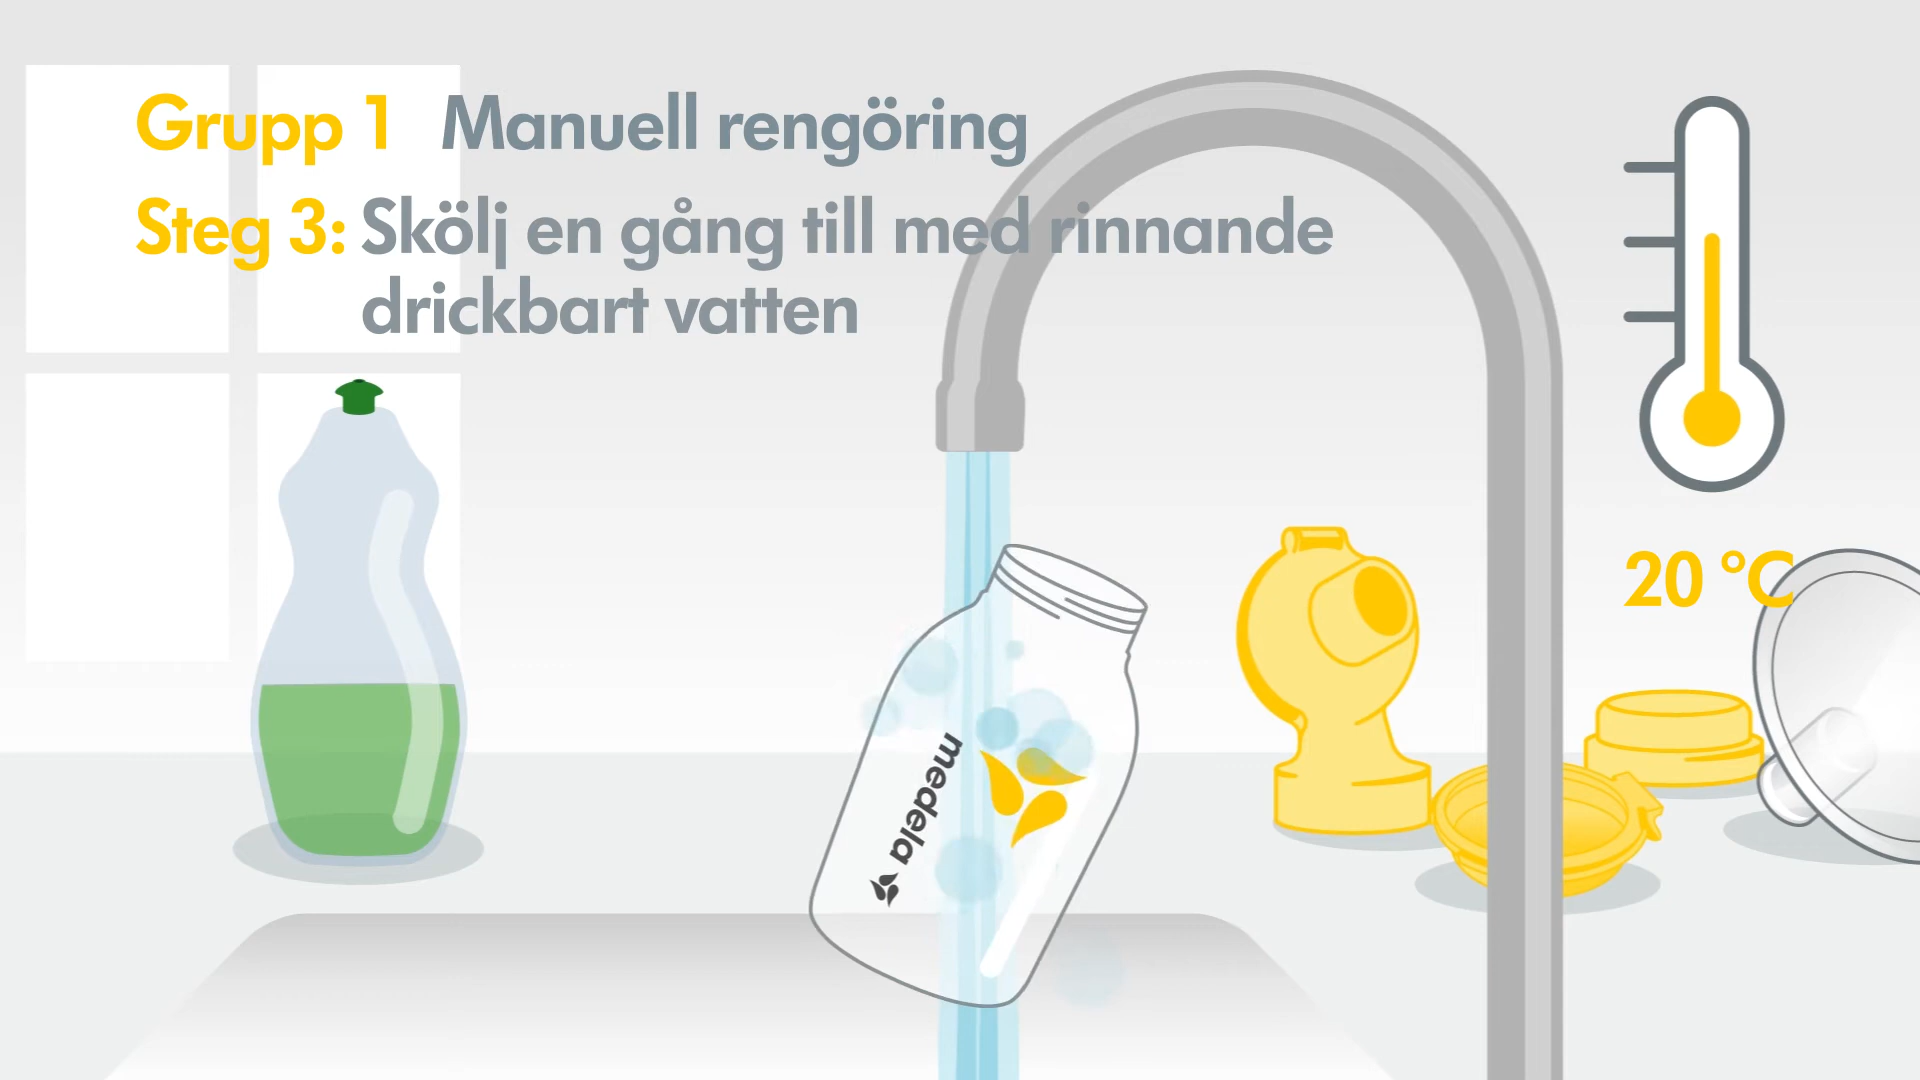 Grupp 1 Manuell rengöring
Steg 3: Skölj en gång till med rinnande
drickbart vatten
20 °C
medela